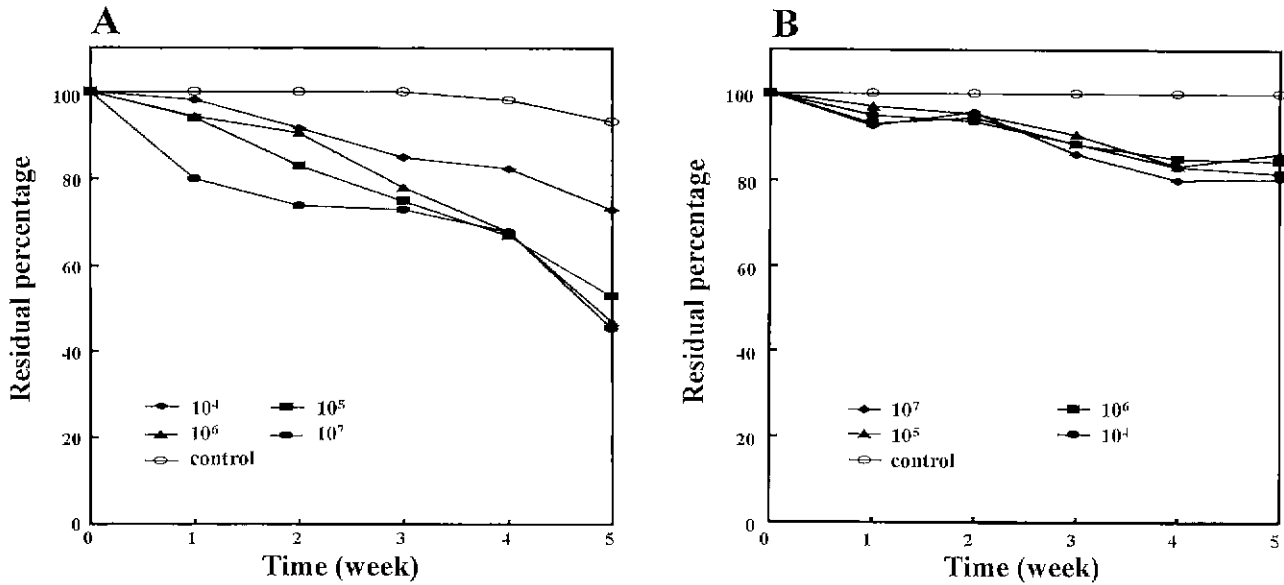 A
Residual percentage
100
80
60
40
20
0
10⁴ 10⁵
10⁶ 10⁷
control
0 1 2 3 4 5
Time (week)
B
Residual percentage
100
80
60
40
20
0
10⁷ 10⁶
10⁵ 10⁴
control
0 1 2 3 4 5
Time (week)